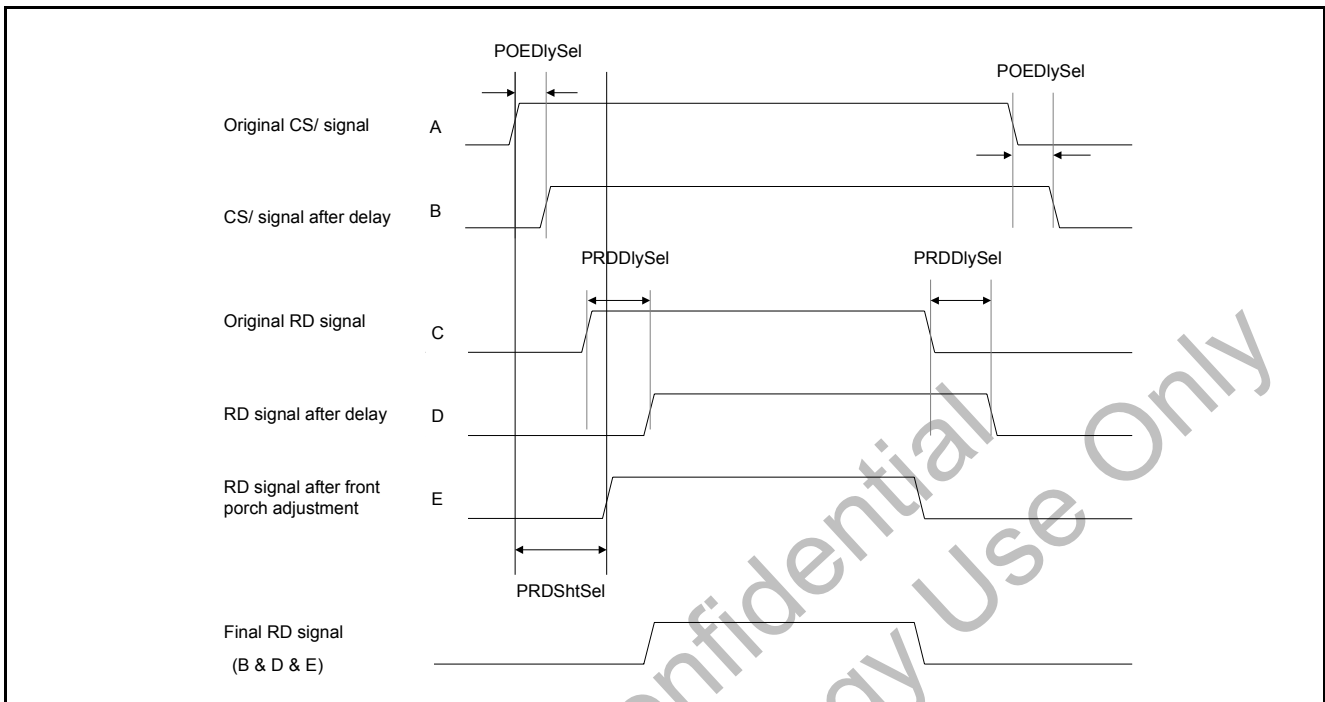 POEDlySel
POEDlySel
Original CS/ signal A
CS/ signal after delay B
PRDDlySel PRDDlySel
Original RD signal C
RD signal after delay D
RD signal after front
porch adjustment E
PRDShtSel
Final RD signal
(B & D & E)
Use Only